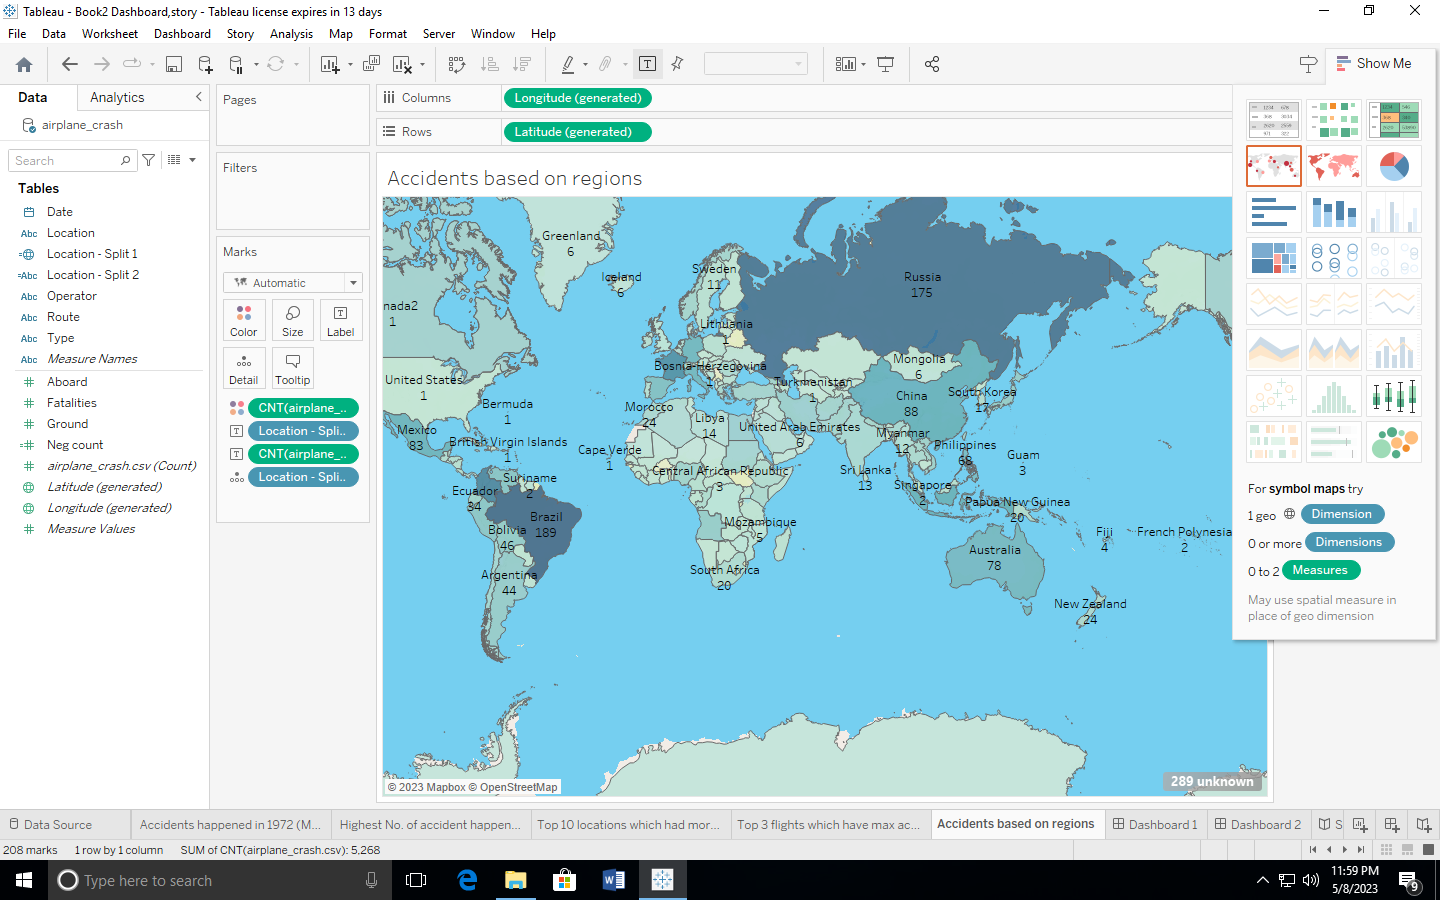 Tableau - Book2 Dashboard,story - Tableau license expires in 13 days
File Data Worksheet Dashboard Story Analysis Map Format Server Window Help
Show Me
Data Analytics
airplane_crash
Search
Tables
Date
Abc Location
Location - Split 1
=Abc Location - Split 2
Abc Operator
Abc Route
Abc Type
Abc Measure Names
Aboard
Fatalities
Ground
Neg count
airplane_crash.csv (Count)
Latitude (generated)
Longitude (generated)
Measure Values
Pages
Filters
Marks
Automatic
Color Size Label
Detail Tooltip
CNT(airplane_..
Location - Spli..
CNT(airplane_..
Location - Spli..
Columns Longitude (generated)
Rows Latitude (generated)
Accidents based on regions
Greenland
6
Iceland
6
Sweden
11
Russia
175
nada2
1
Lithuania
1
Bosnia-Herzegovina
1
Mongolia
6
United States
1
Turkmenistan
1
South Korea
17
China
88
Bermuda
1
Morocco
24
Libya
14
United Arab Emirates
6
Mexico
83
British Virgin Islands
1
Cape Verde
1
Myanmar
12
Philippines
68
Guam
3
Central African Republic
3
Sri Lanka
13
Suriname
2
Singapore
2
Ecuador
34
Papua New Guinea
20
Brazil
189
Bolivia
46
Mozambique
5
Fiji
4
French Polynesia
2
Australia
78
South Africa
20
Argentina
44
New Zealand
24
© 2023 Mapbox © OpenStreetMap
289 unknown
For symbol maps try
1 geo Dimension
0 or more Dimensions
0 to 2 Measures
May use spatial measure in
place of geo dimension
Data Source Accidents happened in 1972 (M... Highest No. of accident happen... Top 10 locations which had mor... Top 3 flights which have max ac... Accidents based on regions Dashboard 1 Dashboard 2 S
208 marks 1 row by 1 column SUM of CNT(airplane_crash.csv): 5,268
Type here to search
11:59 PM
5/8/2023
9